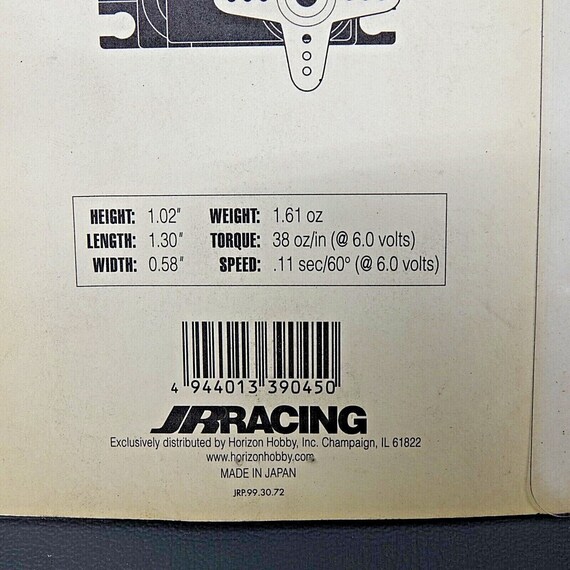 HEIGHT: 1.02" WEIGHT: 1.61 oz
LENGTH: 1.30" TORQUE: 38 oz/in (@ 6.0 volts)
WIDTH: 0.58" SPEED: .11 sec/60° (@ 6.0 volts)
4 944013 390450
JRRACING
Exclusively distributed by Horizon Hobby, Inc. Champaign, IL 61822
www.horizonhobby.com
MADE IN JAPAN
JRP.99.30.72